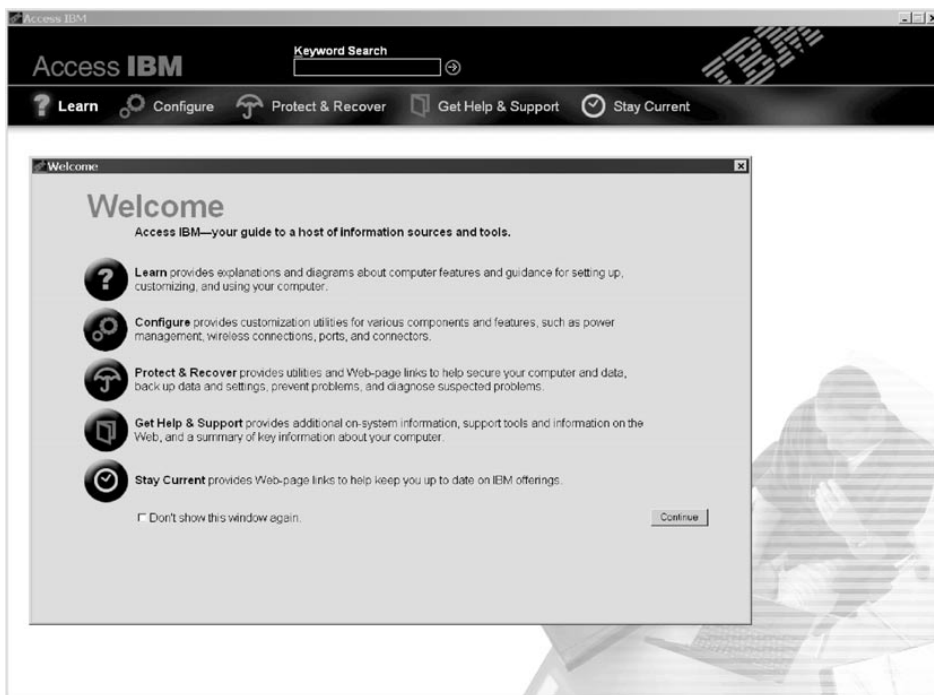 Access IBM
Keyword Search
Access IBM
IBM
Learn Configure Protect & Recover Get Help & Support Stay Current
Welcome
Welcome
Access IBM—your guide to a host of information sources and tools.
Learn provides explanations and diagrams about computer features and guidance for setting up,
customizing, and using your computer.
Configure provides customization utilities for various components and features, such as power
management, wireless connections, ports, and connectors.
Protect & Recover provides utilities and Web-page links to help secure your computer and data,
back up data and settings, prevent problems, and diagnose suspected problems.
Get Help & Support provides additional on-system information, support tools and information on the
Web, and a summary of key information about your computer.
Stay Current provides Web-page links to help keep you up to date on IBM offerings.
Don't show this window again.
Continue